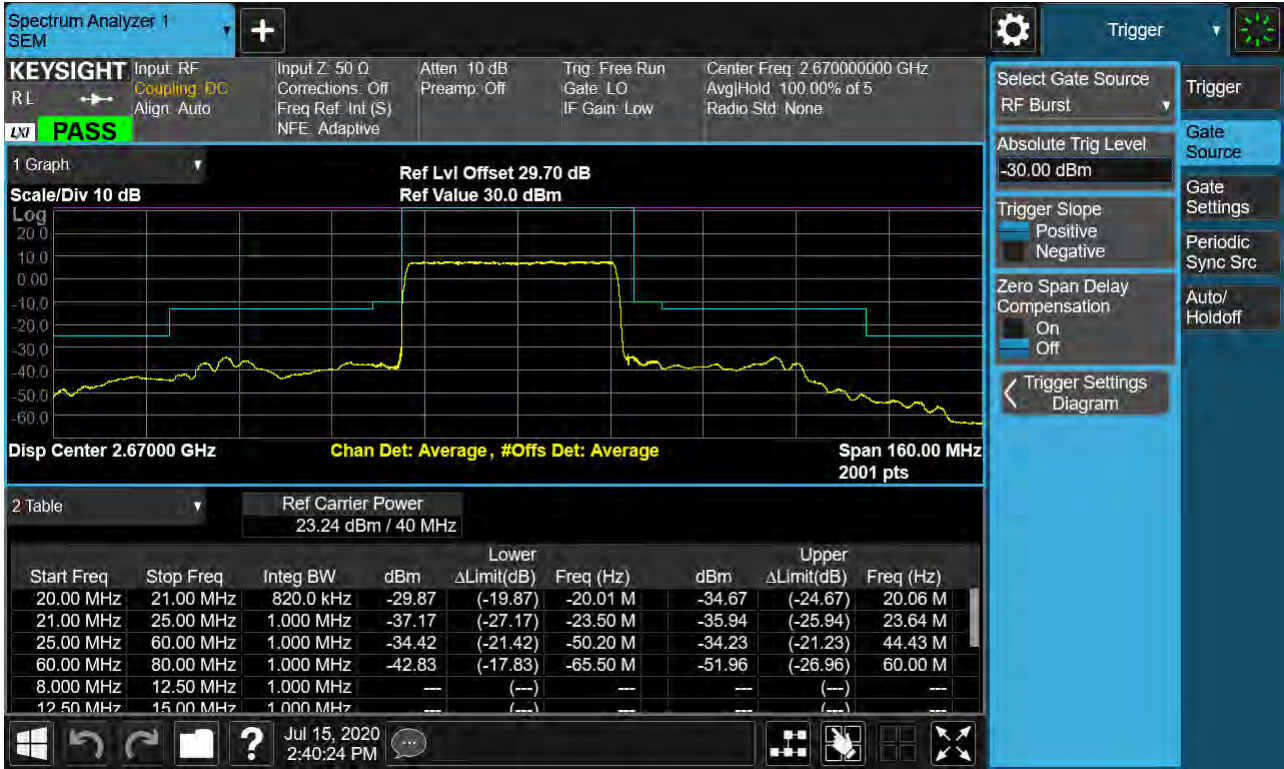 Spectrum Analyzer 1
SEM
Trigger
KEYSIGHT
R L
LXI PASS
Input: RF
Coupling: DC
Align: Auto
Input Z: 50 Ω
Corrections: Off
Freq Ref: Int (S)
NFE: Adaptive
Atten: 10 dB
Preamp: Off
Trig: Free Run
Gate: LO
IF Gain: Low
Center Freq: 2.670000000 GHz
Avg|Hold: 100.00% of 5
Radio Std: None
1 Graph
Scale/Div 10 dB
Ref Lvl Offset 29.70 dB
Ref Value 30.0 dBm
Log
20.0
10.0
0.00
-10.0
-20.0
-30.0
-40.0
-50.0
-60.0
Disp Center 2.67000 GHz
Chan Det: Average, #Offs Det: Average
Span 160.00 MHz
2001 pts
2 Table
Ref Carrier Power
23.24 dBm / 40 MHz
Lower Upper
Start Freq Stop Freq Integ BW dBm ΔLimit(dB) Freq (Hz) dBm ΔLimit(dB) Freq (Hz)
20.00 MHz 21.00 MHz 820.0 kHz -29.87 (-19.87) -20.01 M -34.67 (-24.67) 20.06 M
21.00 MHz 25.00 MHz 1.000 MHz -37.17 (-27.17) -23.50 M -35.94 (-25.94) 23.64 M
25.00 MHz 60.00 MHz 1.000 MHz -34.42 (-21.42) -50.20 M -34.23 (-21.23) 44.43 M
60.00 MHz 80.00 MHz 1.000 MHz -42.83 (-17.83) -65.50 M -51.96 (-26.96) 60.00 M
8.000 MHz 12.50 MHz 1.000 MHz --- (---) --- --- (---) ---
12.50 MHz 15.00 MHz 1.000 MHz --- (---) --- --- (---) ---
Jul 15, 2020
2:40:24 PM
Select Gate Source
RF Burst
Absolute Trig Level
-30.00 dBm
Trigger Slope
Positive
Negative
Zero Span Delay
Compensation
On
Off
Trigger Settings
Diagram
Trigger
Gate
Source
Gate
Settings
Periodic
Sync Src
Auto/
Holdoff